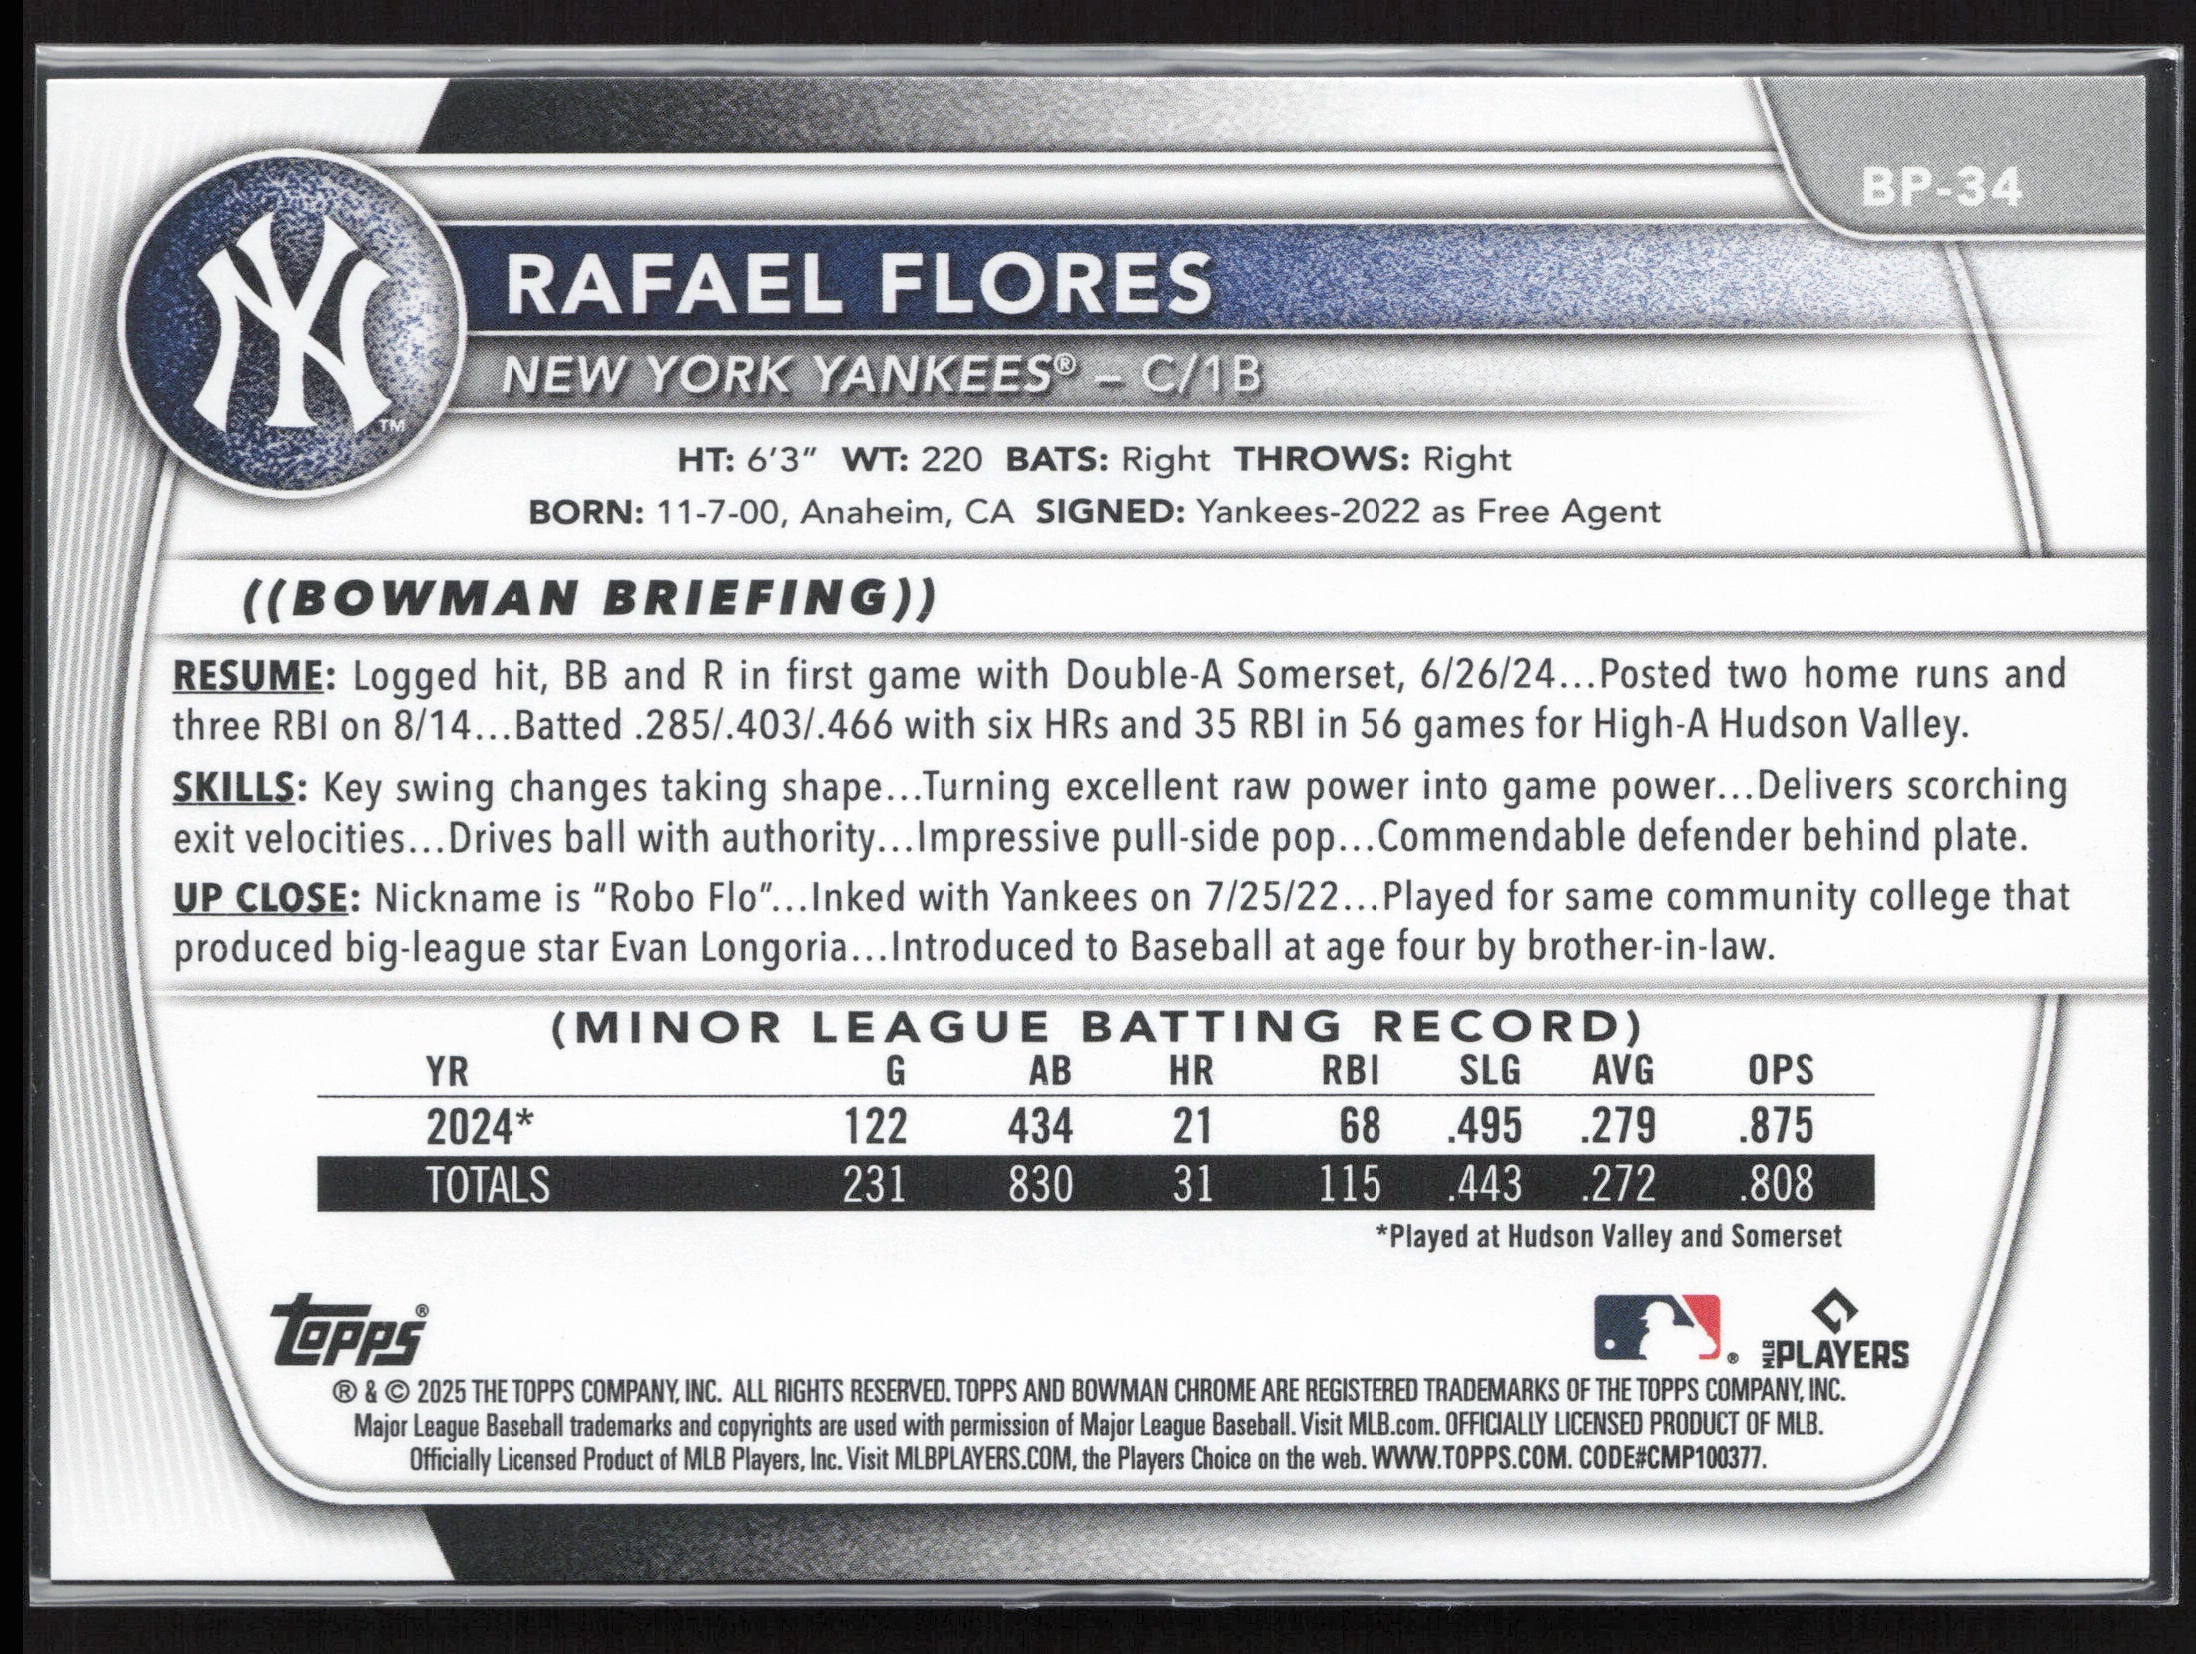 BP-34
NY
TM
RAFAEL FLORES
NEW YORK YANKEES® – C/1B
HT: 6'3" WT: 220 BATS: Right THROWS: Right
BORN: 11-7-00, Anaheim, CA SIGNED: Yankees-2022 as Free Agent
((BOWMAN BRIEFING))
RESUME: Logged hit, BB and R in first game with Double-A Somerset, 6/26/24...Posted two home runs and
three RBI on 8/14...Batted .285/.403/.466 with six HRs and 35 RBI in 56 games for High-A Hudson Valley.
SKILLS: Key swing changes taking shape...Turning excellent raw power into game power...Delivers scorching
exit velocities...Drives ball with authority...Impressive pull-side pop...Commendable defender behind plate.
UP CLOSE: Nickname is “Robo Flo”...Inked with Yankees on 7/25/22...Played for same community college that
produced big-league star Evan Longoria...Introduced to Baseball at age four by brother-in-law.
(MINOR LEAGUE BATTING RECORD)
YR G AB HR RBI SLG AVG OPS
2024* 122 434 21 68 .495 .279 .875
TOTALS 231 830 31 115 .443 .272 .808
*Played at Hudson Valley and Somerset
Topps®
® MLB PLAYERS
® & © 2025 THE TOPPS COMPANY, INC. ALL RIGHTS RESERVED. TOPPS AND BOWMAN CHROME ARE REGISTERED TRADEMARKS OF THE TOPPS COMPANY, INC.
Major League Baseball trademarks and copyrights are used with permission of Major League Baseball. Visit MLB.com. OFFICIALLY LICENSED PRODUCT OF MLB.
Officially Licensed Product of MLB Players, Inc. Visit MLBPLAYERS.COM, the Players Choice on the web. WWW.TOPPS.COM. CODE#CMP100377.